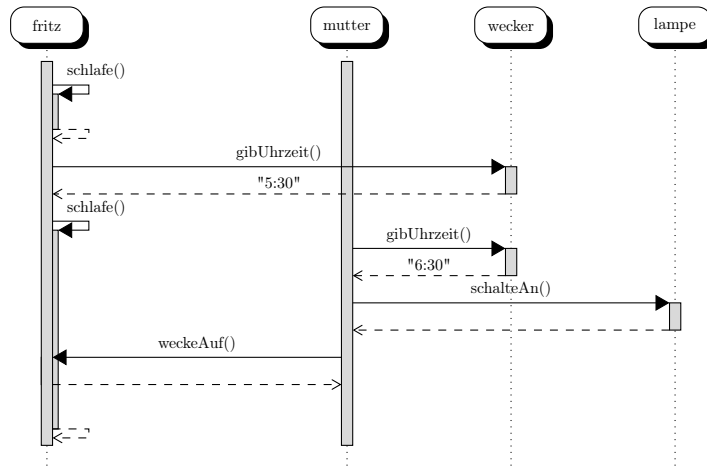 fritz
mutter
wecker
lampe
schlafe()
gibUhrzeit()
"5:30"
schlafe()
gibUhrzeit()
"6:30"
schalteAn()
weckeAuf()